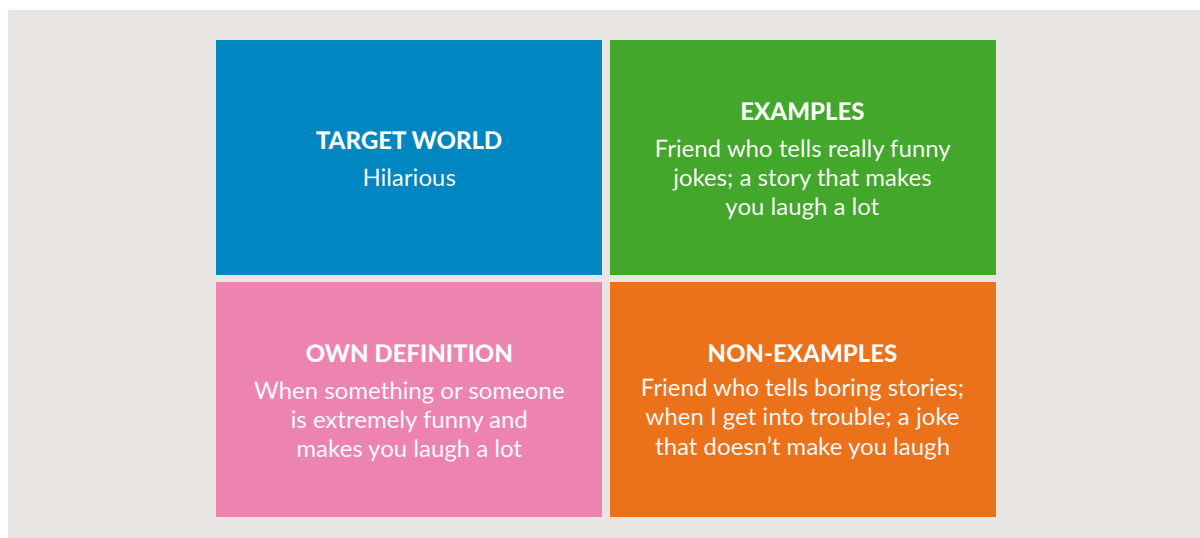 TARGET WORLD
Hilarious
EXAMPLES
Friend who tells really funny
jokes; a story that makes
you laugh a lot
OWN DEFINITION
When something or someone
is extremely funny and
makes you laugh a lot
NON-EXAMPLES
Friend who tells boring stories;
when I get into trouble; a joke
that doesn’t make you laugh